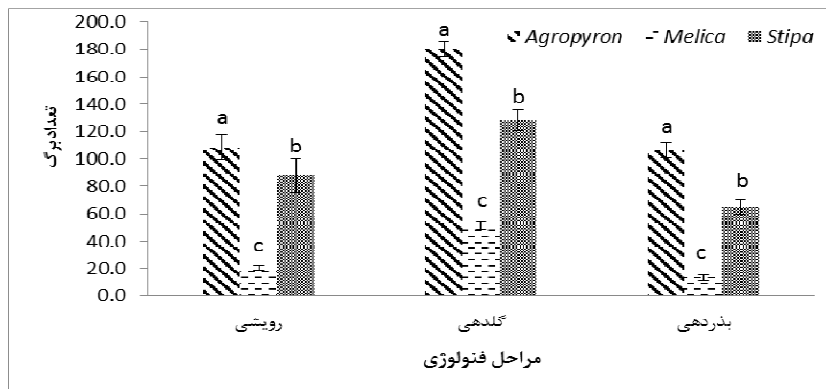 200.0
180.0
160.0
140.0
120.0
100.0
80.0
60.0
40.0
20.0
0.0
تعداد برگ
Agropyron Melica Stipa
a c b
a c b
a c b
رویشی گلدهی بذردهی
مراحل فنولوژی